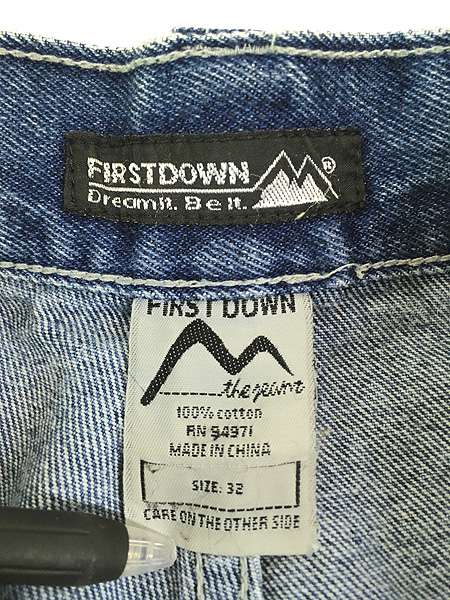 FIRSTDOWN ®
Dream it. Be it.
FIRST DOWN
the jeans
100% cotton
RN 94971
MADE IN CHINA
SIZE: 32
CARE ON THE OTHER SIDE